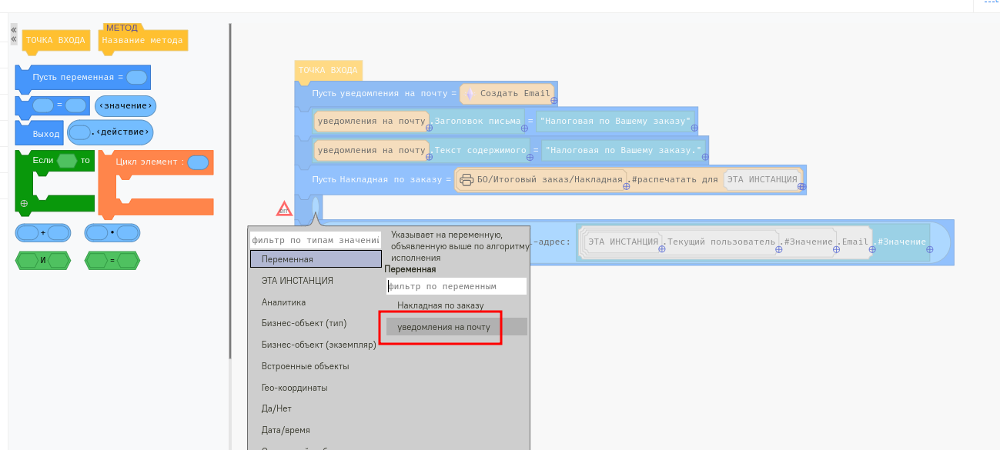 МЕТОД
ТОЧКА ВХОДА
Название метода
Пусть переменная =
=
‹значение›
Выход
.‹действие›
Если то
Цикл элемент :
+
•
И
=
ТОЧКА ВХОДА
Пусть уведомления на почту = Создать Email
уведомления на почту.Заголовок письма = "Налоговая по Вашему заказу"
уведомления на почту.Текст содержимого = "Налоговая по Вашему заказу."
Пусть Накладная по заказу = БО/Итоговый заказ/Накладная.#распечатать для ЭТА ИНСТАНЦИЯ
err
-адрес: ЭТА ИНСТАНЦИЯ.Текущий пользователь.#Значение.Email.#Значение
фильтр по типам значени
Переменная
ЭТА ИНСТАНЦИЯ
Аналитика
Бизнес-объект (тип)
Бизнес-объект (экземпляр)
Встроенные объекты
Гео-координаты
Да/Нет
Дата/время
Указывает на переменную,
объявленную выше по алгоритму
исполнения
Переменная
фильтр по переменным
Накладная по заказу
уведомления на почту